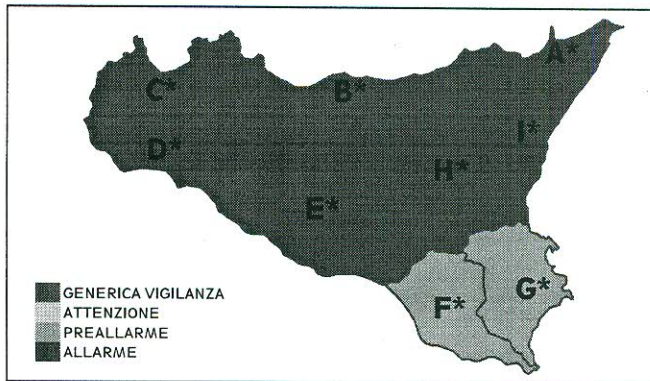 A*
C*
B*
I*
D*
H*
E*
G*
F*
GENERICA VIGILANZA
ATTENZIONE
PREALLARME
ALLARME